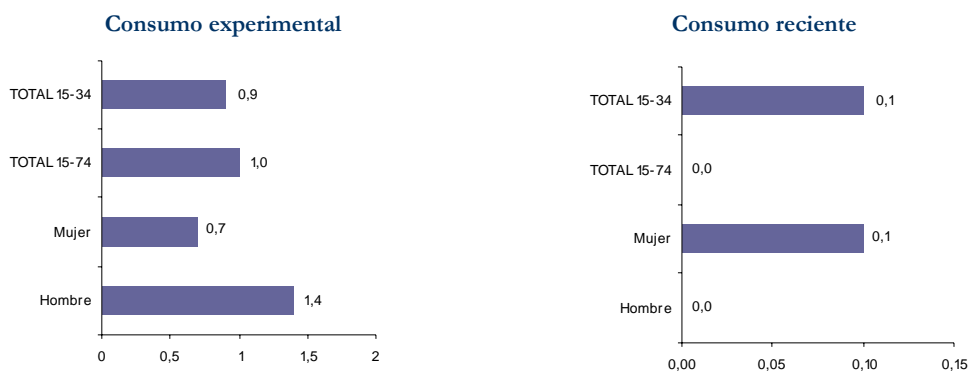 Consumo experimental
TOTAL 15-34
0,9
TOTAL 15-74
1,0
Mujer
0,7
Hombre
1,4
0 0,5 1 1,5 2
Consumo reciente
TOTAL 15-34
0,1
TOTAL 15-74
0,0
Mujer
0,1
Hombre
0,0
0,00 0,05 0,10 0,15